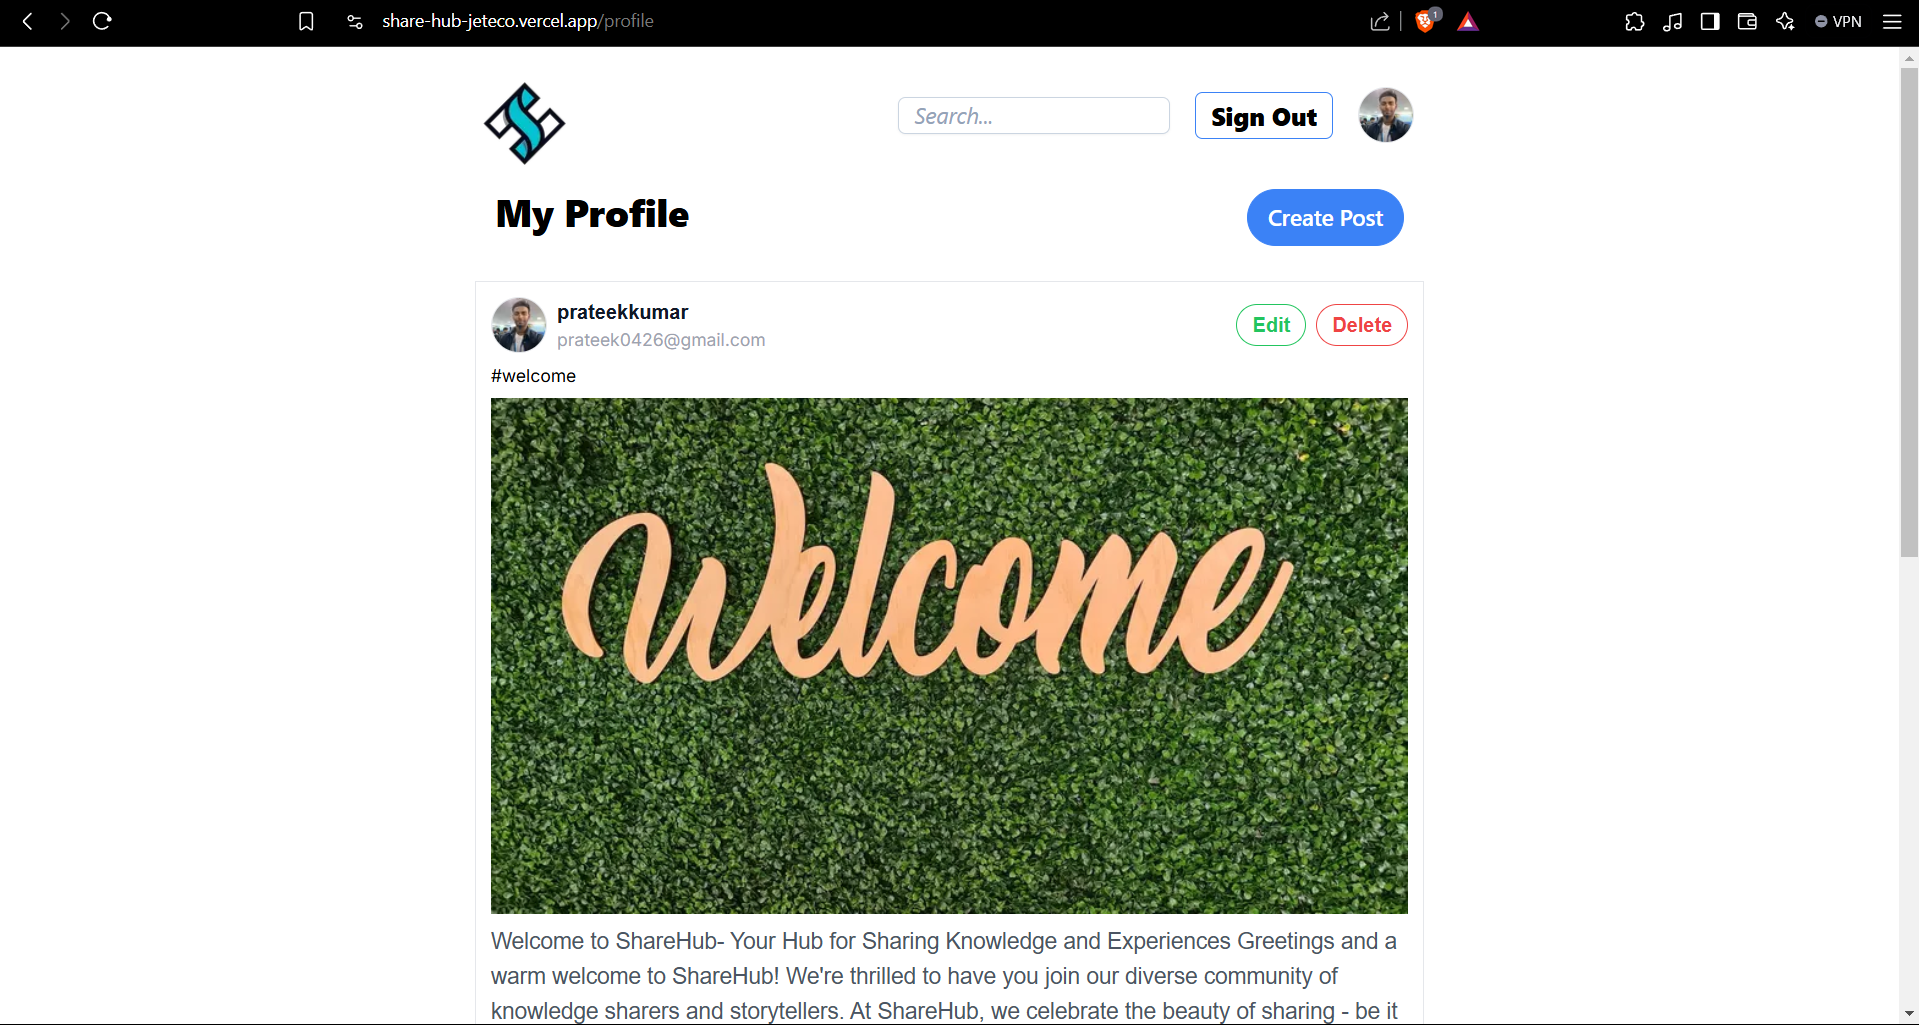 share-hub-jeteco.vercel.app/profile
1
VPN
Search...
Sign Out
My Profile
Create Post
prateekkumar
prateek0426@gmail.com
Edit
Delete
#welcome
Welcome
Welcome to ShareHub- Your Hub for Sharing Knowledge and Experiences Greetings and a
warm welcome to ShareHub! We're thrilled to have you join our diverse community of
knowledge sharers and storytellers. At ShareHub, we celebrate the beauty of sharing - be it